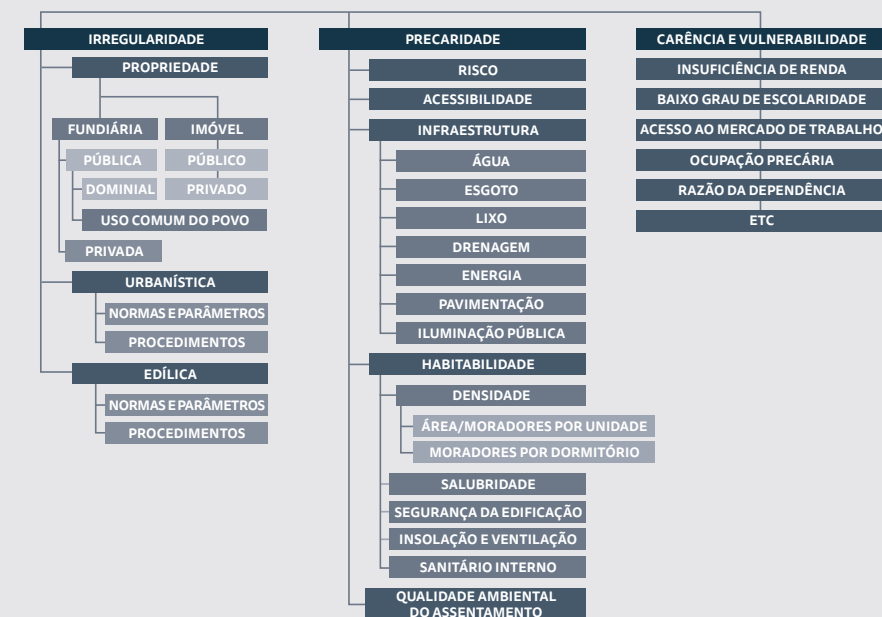 IRREGULARIDADE
PROPRIEDADE
FUNDIÁRIA
IMÓVEL
PÚBLICA
PÚBLICO
DOMINIAL
PRIVADO
USO COMUM DO POVO
PRIVADA
URBANÍSTICA
NORMAS E PARÂMETROS
PROCEDIMENTOS
EDÍLICA
NORMAS E PARÂMETROS
PROCEDIMENTOS
PRECARIDADE
RISCO
ACESSIBILIDADE
INFRAESTRUTURA
ÁGUA
ESGOTO
LIXO
DRENAGEM
ENERGIA
PAVIMENTAÇÃO
ILUMINAÇÃO PÚBLICA
HABITABILIDADE
DENSIDADE
ÁREA/MORADORES POR UNIDADE
MORADORES POR DORMITÓRIO
SALUBRIDADE
SEGURANÇA DA EDIFICAÇÃO
INSOLAÇÃO E VENTILAÇÃO
SANITÁRIO INTERNO
QUALIDADE AMBIENTAL
DO ASSENTAMENTO
CARÊNCIA E VULNERABILIDADE
INSUFICIÊNCIA DE RENDA
BAIXO GRAU DE ESCOLARIDADE
ACESSO AO MERCADO DE TRABALHO
OCUPAÇÃO PRECÁRIA
RAZÃO DA DEPENDÊNCIA
ETC